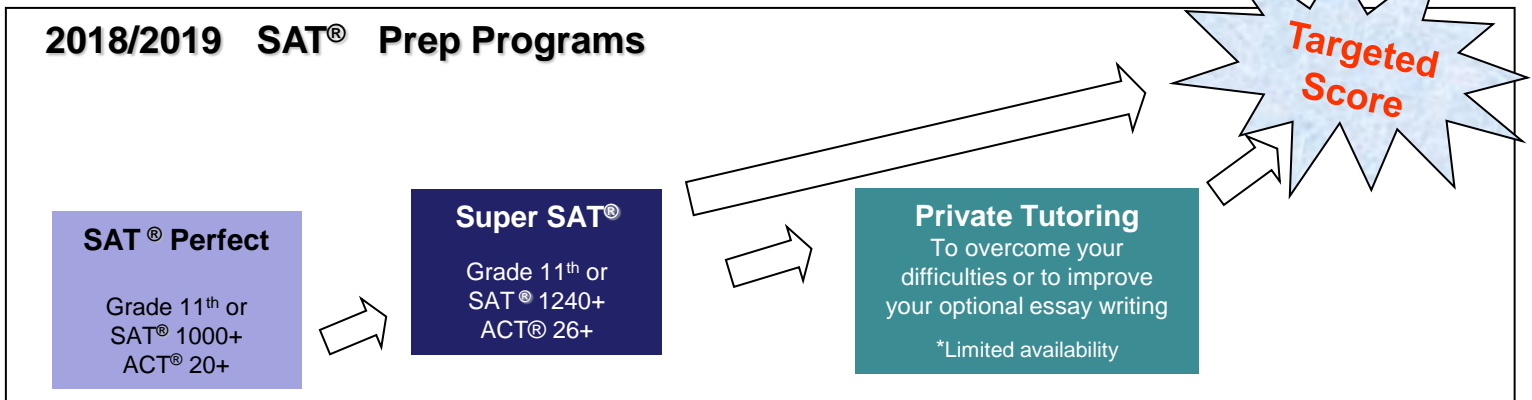 2018/2019 SAT® Prep Programs
Targeted
Score
SAT ® Perfect
Grade 11th or
SAT® 1000+
ACT® 20+
Super SAT®
Grade 11th or
SAT ® 1240+
ACT® 26+
Private Tutoring
To overcome your
difficulties or to improve
your optional essay writing
*Limited availability